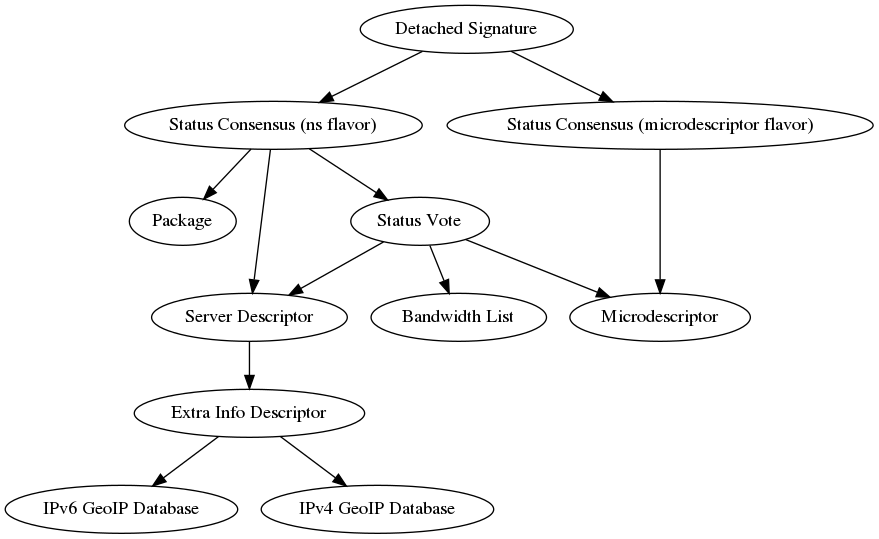 Detached Signature
Status Consensus (ns flavor)
Status Consensus (microdescriptor flavor)
Package
Status Vote
Server Descriptor
Bandwidth List
Microdescriptor
Extra Info Descriptor
IPv6 GeoIP Database
IPv4 GeoIP Database